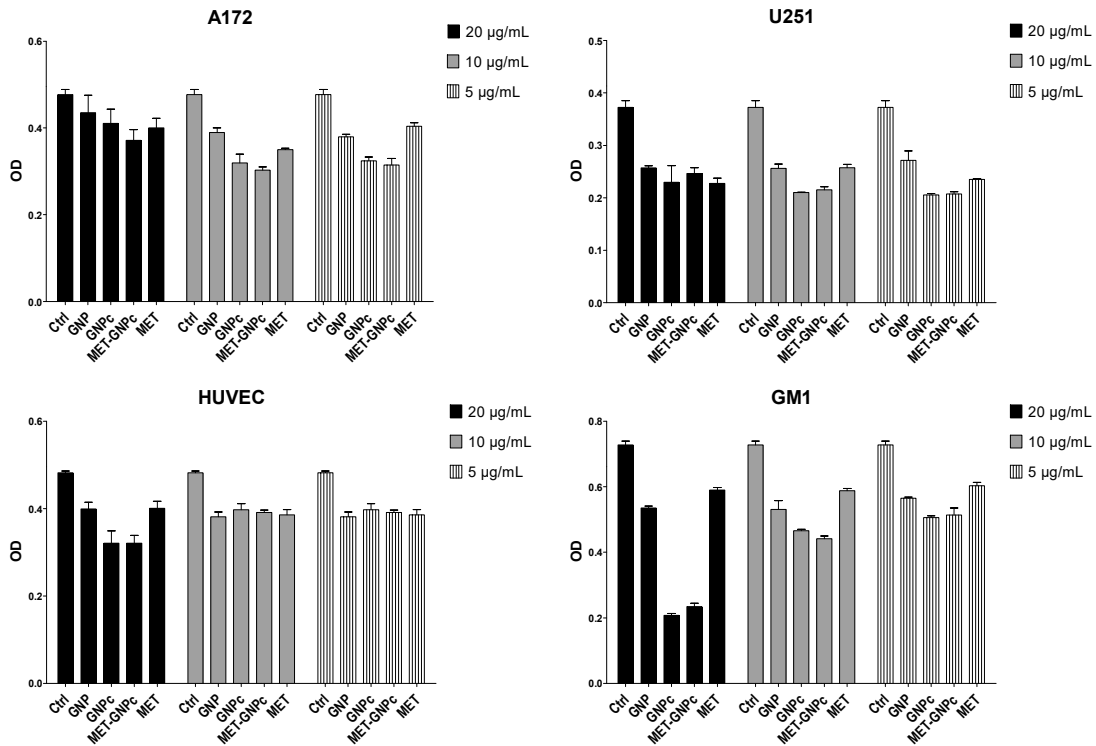 A172
20 µg/mL
10 µg/mL
5 µg/mL
OD
0.6
0.4
0.2
0.0
Ctrl GNP GNPc MET-GNPc MET Ctrl GNP GNPc MET-GNPc MET Ctrl GNP GNPc MET-GNPc MET
U251
20 µg/mL
10 µg/mL
5 µg/mL
OD
0.5
0.4
0.3
0.2
0.1
0.0
Ctrl GNP GNPc MET-GNPc MET Ctrl GNP GNPc MET-GNPc MET Ctrl GNP GNPc MET-GNPc MET
HUVEC
20 µg/mL
10 µg/mL
5 µg/mL
OD
0.6
0.4
0.2
0.0
Ctrl GNP GNPc MET-GNPc MET Ctrl GNP GNPc MET-GNPc MET Ctrl GNP GNPc MET-GNPc MET
GM1
20 µg/mL
10 µg/mL
5 µg/mL
OD
0.8
0.6
0.4
0.2
0.0
Ctrl GNP GNPc MET-GNPc MET Ctrl GNP GNPc MET-GNPc MET Ctrl GNP GNPc MET-GNPc MET